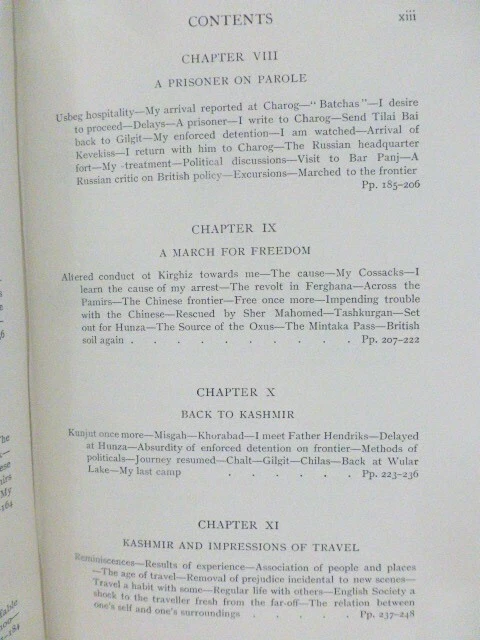 CONTENTS xiii
CHAPTER VIII
A PRISONER ON PAROLE
Usbeg hospitality—My arrival reported at Charog—"Batchas"—I desire
to proceed—Delays—A prisoner—I write to Charog—Send Tilai Bai
back to Gilgit—My enforced detention—I am watched—Arrival of
Kevekiss—I return with him to Charog—The Russian headquarter
fort—My treatment—Political discussions—Visit to Bar Panj—A
Russian critic on British policy—Excursions—Marched to the frontier
Pp. 185-206
CHAPTER IX
A MARCH FOR FREEDOM
Altered conduct of Kirghiz towards me—The cause—My Cossacks—I
learn the cause of my arrest—The revolt in Ferghana—Across the
Pamirs—The Chinese frontier—Free once more—Impending trouble
with the Chinese—Rescued by Sher Mahomed—Tashkurgan—Set
out for Hunza—The Source of the Oxus—The Mintaka Pass—British
soil again . . . . . . . . . . Pp. 207-222
CHAPTER X
BACK TO KASHMIR
Kunjut once more—Misgah—Khorabad—I meet Father Hendriks—Delayed
at Hunza—Absurdity of enforced detention on frontier—Methods of
politicals—Journey resumed—Chalt—Gilgit—Chilas—Back at Wular
Lake—My last camp . . . . . . Pp. 223-236
CHAPTER XI
KASHMIR AND IMPRESSIONS OF TRAVEL
Reminiscences—Results of experience—Association of people and places
—The age of travel—Removal of prejudice incidental to new scenes—
Travel a habit with some—Regular life with others—English Society a
shock to the traveller fresh from the far-off—The relation between
one's self and one's surroundings . . . . . Pp. 237-248